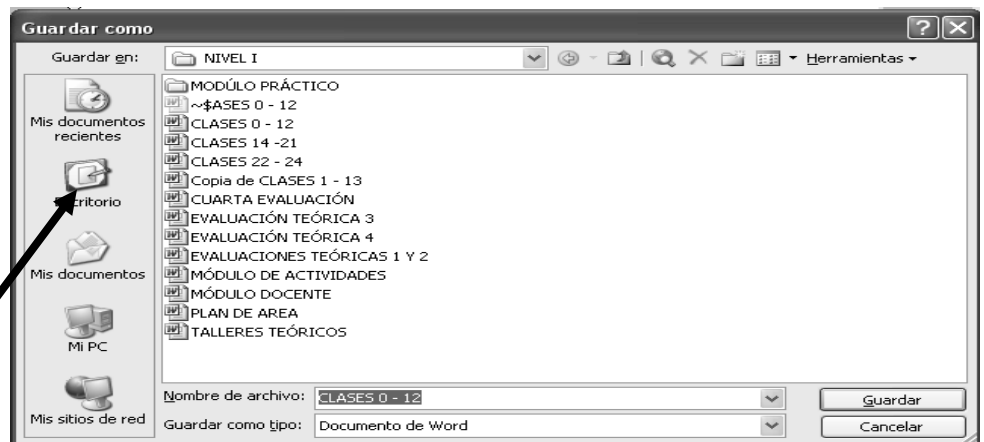 Guardar como
Guardar en: NIVEL I Herramientas
Mis documentos
recientes
Escritorio
Mis documentos
Mi PC
Mis sitios de red
MODÚLO PRÁCTICO
~$ASES 0 - 12
CLASES 0 - 12
CLASES 14 -21
CLASES 22 - 24
Copia de CLASES 1 - 13
CUARTA EVALUACIÓN
EVALUACIÓN TEÓRICA 3
EVALUACIÓN TEÓRICA 4
EVALUACIONES TEÓRICAS 1 Y 2
MÓDULO DE ACTIVIDADES
MÓDULO DOCENTE
PLAN DE AREA
TALLERES TEÓRICOS
Nombre de archivo: CLASES 0 - 12 Guardar
Guardar como tipo: Documento de Word Cancelar